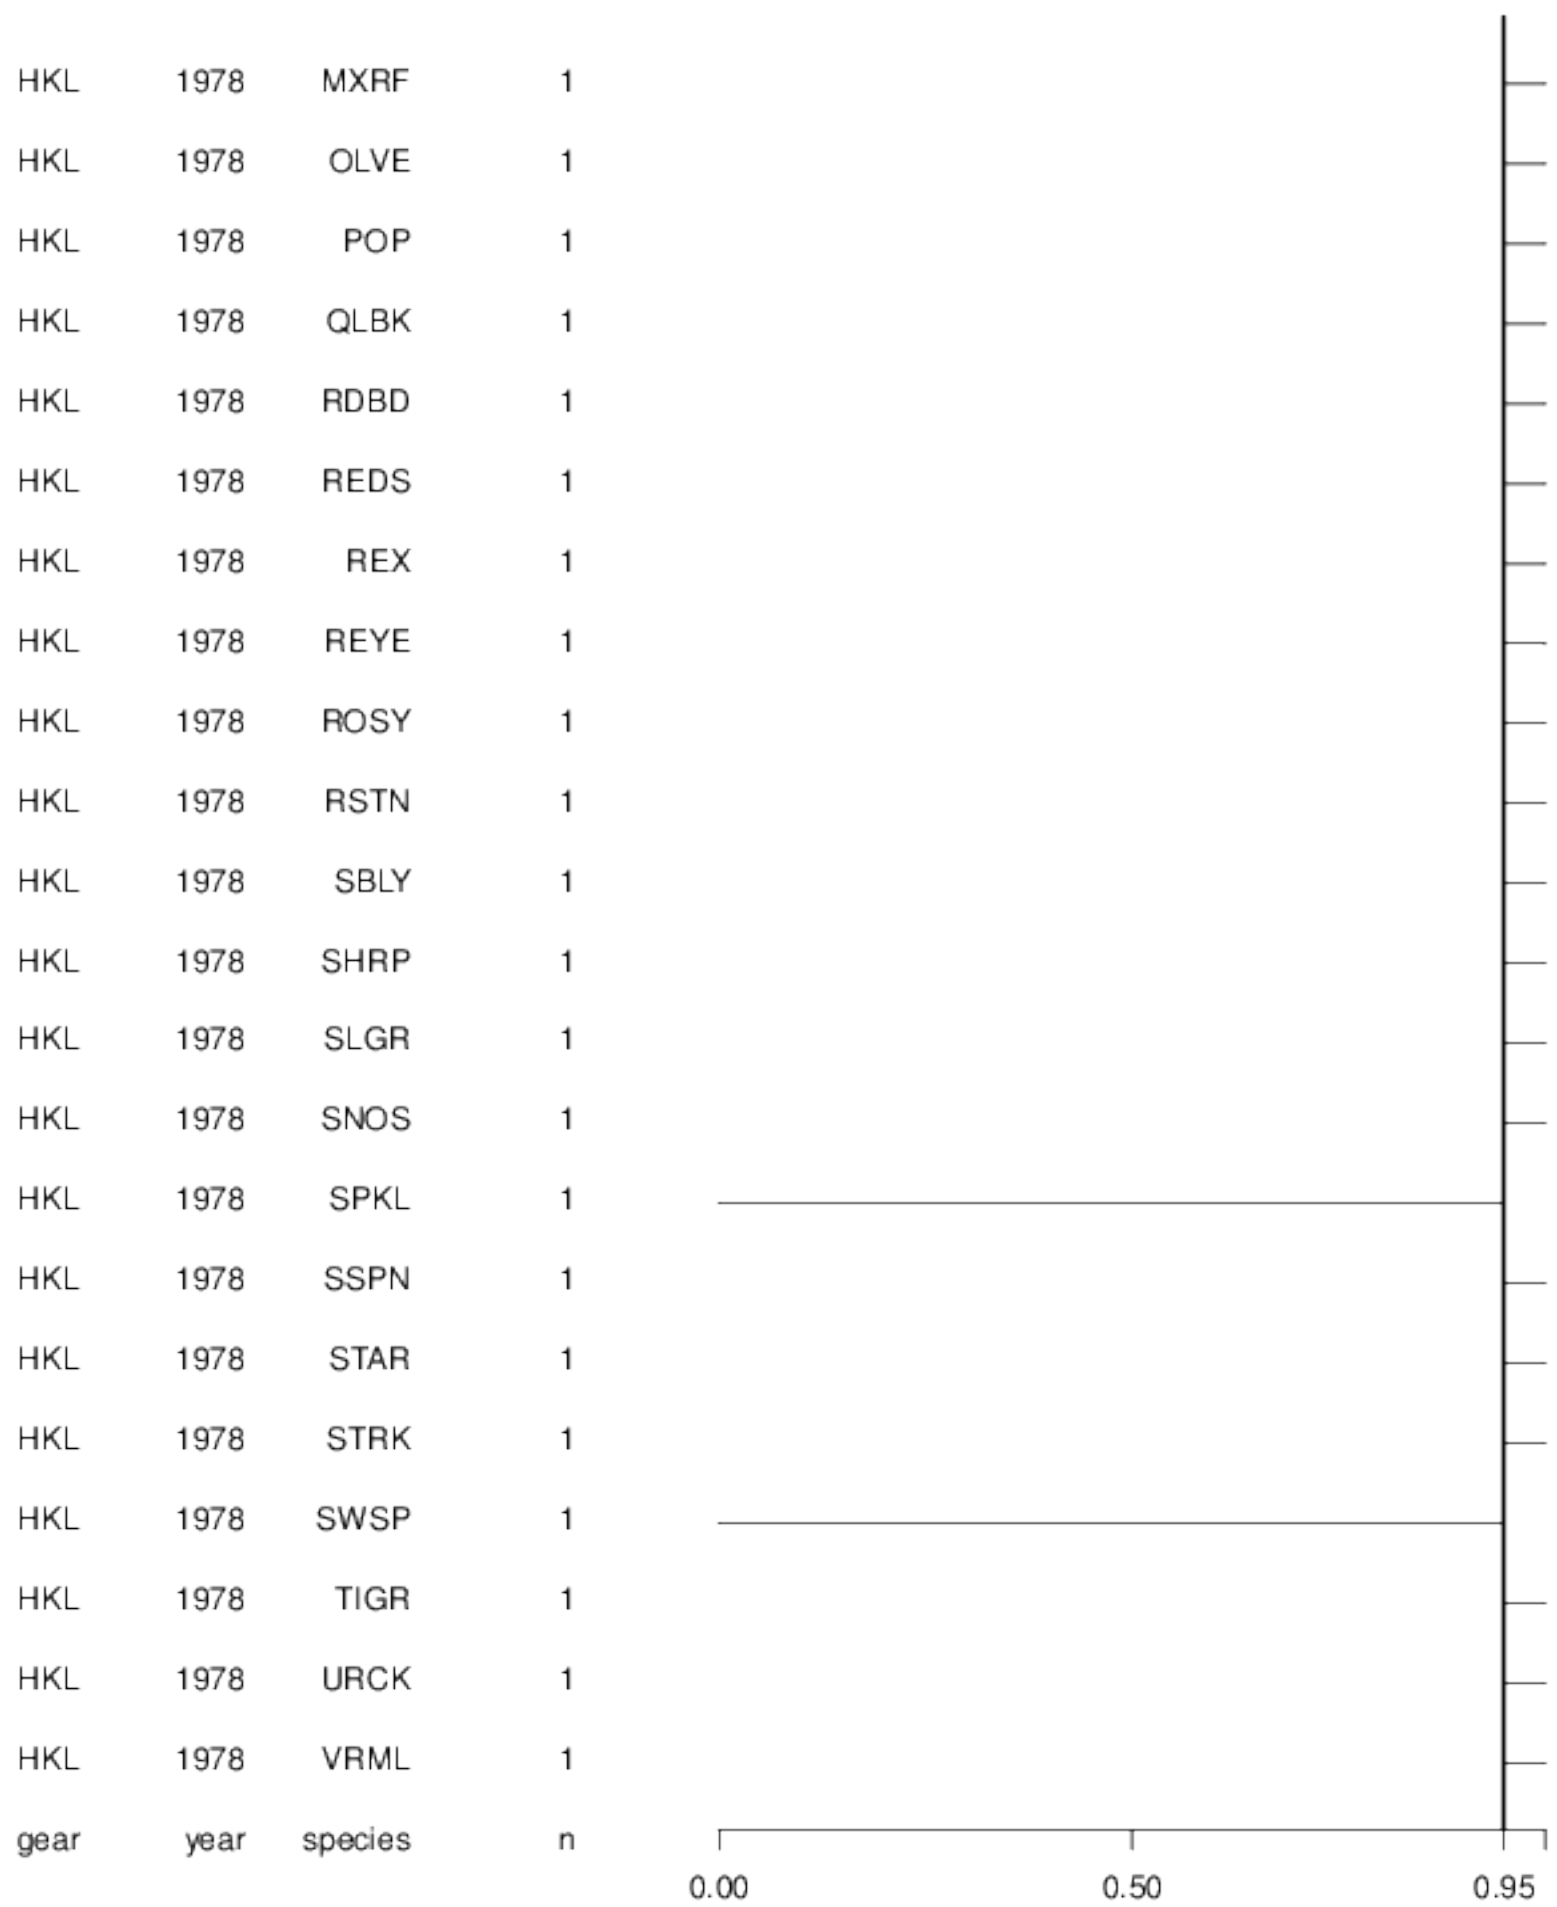 HKL 1978 MXRF 1
HKL 1978 OLVE 1
HKL 1978 POP 1
HKL 1978 QLBK 1
HKL 1978 RDBD 1
HKL 1978 REDS 1
HKL 1978 REX 1
HKL 1978 REYE 1
HKL 1978 ROSY 1
HKL 1978 RSTN 1
HKL 1978 SBLY 1
HKL 1978 SHRP 1
HKL 1978 SLGR 1
HKL 1978 SNOS 1
HKL 1978 SPKL 1
HKL 1978 SSPN 1
HKL 1978 STAR 1
HKL 1978 STRK 1
HKL 1978 SWSP 1
HKL 1978 TIGR 1
HKL 1978 URCK 1
HKL 1978 VRML 1
gear year species n
0.00 0.50 0.95